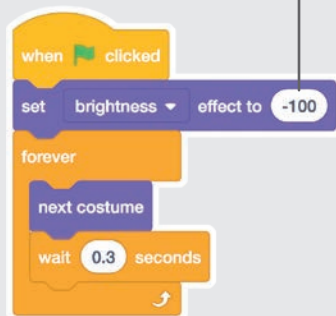 when clicked
set brightness effect to -100
forever
next costume
wait 0.3 seconds